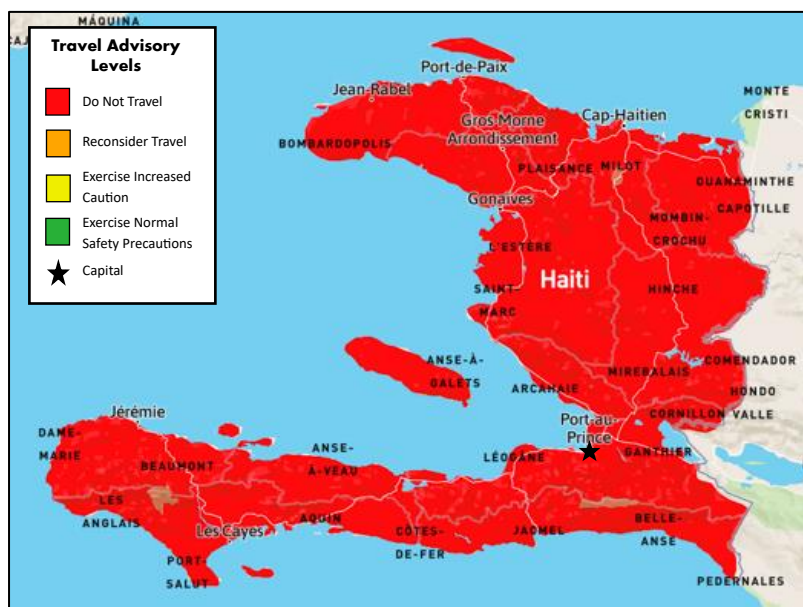 MÁQUINA
CAJ
Travel Advisory
Levels
Do Not Travel
Reconsider Travel
Exercise Increased
Caution
Exercise Normal
Safety Precautions
Capital
Port-de-Paix
Jean-Rabel
Gros Morne
Arrondissement
Cap-Haïtien
MONTE
CRISTI
BOMBARDOPOLIS
PLAISANCE
MILOT
OUANAMINTHE
CAPOTILLE
Gonaïves
MOMBIN-
CROCHU
L'ESTÈRE
Haiti
SAINT-
MARC
HINCHE
ANSE-À-
GALETS
ARCAHAIE
MIREBALAIS
COMENDADOR
HONDO
VALLE
CORNILLON
Port-au-
Prince
Jérémie
DAME-
MARIE
BEAUMONT
ANSE-
À-VEAU
LÉOGANE
GANTHIER
LES
ANGLAIS
Les Cayes
AQUIN
CÔTES-
DE-FER
JACMEL
BELLE-
ANSE
PORT-
SALUT
PEDERNALES